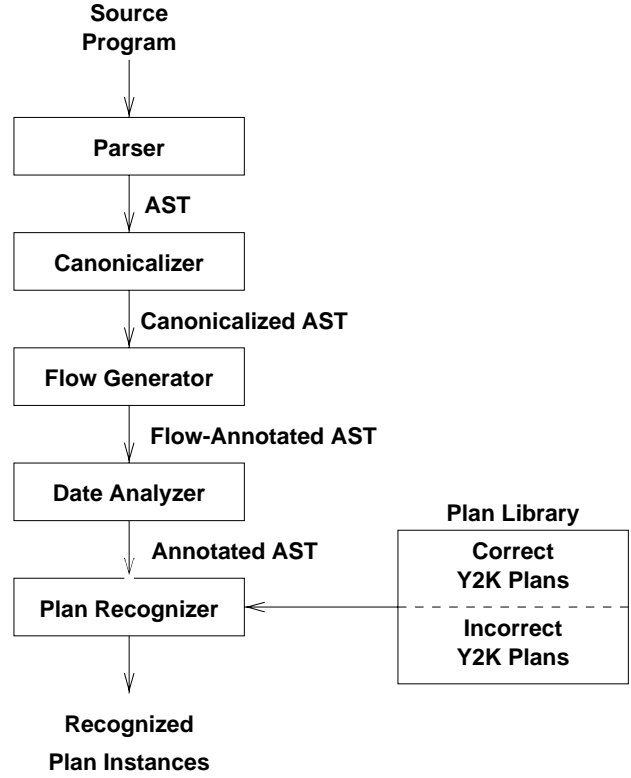 Source
Program
Parser
AST
Canonicalizer
Canonicalized AST
Flow Generator
Flow-Annotated AST
Date Analyzer
Annotated AST
Plan Recognizer
Recognized
Plan Instances
Plan Library
Correct
Y2K Plans
Incorrect
Y2K Plans